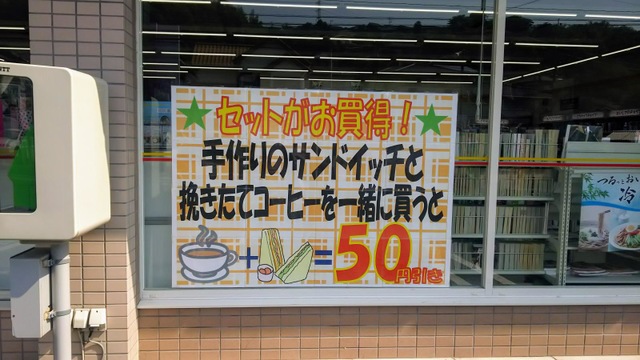 セットがお買得！
手作りのサンドイッチと
挽きたてコーヒーを一緒に買うと
+ = 50円引き